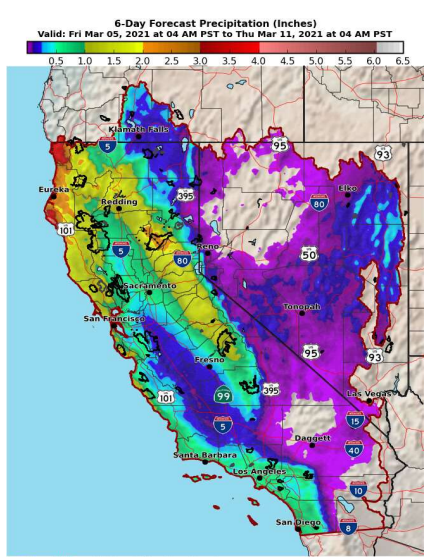 6-Day Forecast Precipitation (Inches)
Valid: Fri Mar 05, 2021 at 04 AM PST to Thu Mar 11, 2021 at 04 AM PST
0.5 1.0 1.5 2.0 2.5 3.0 3.5 4.0 4.5 5.0 5.5 6.0 6.5
Klamath Falls
5
95
93
Eureka
Redding
395
Elko
80
101
5
80
Reno
50
Sacramento
Tonopah
San Francisco
95
93
Fresno
101
99
395
Las Vegas
5
15
Daggett
40
Santa Barbara
Los Angeles
10
San Diego
8